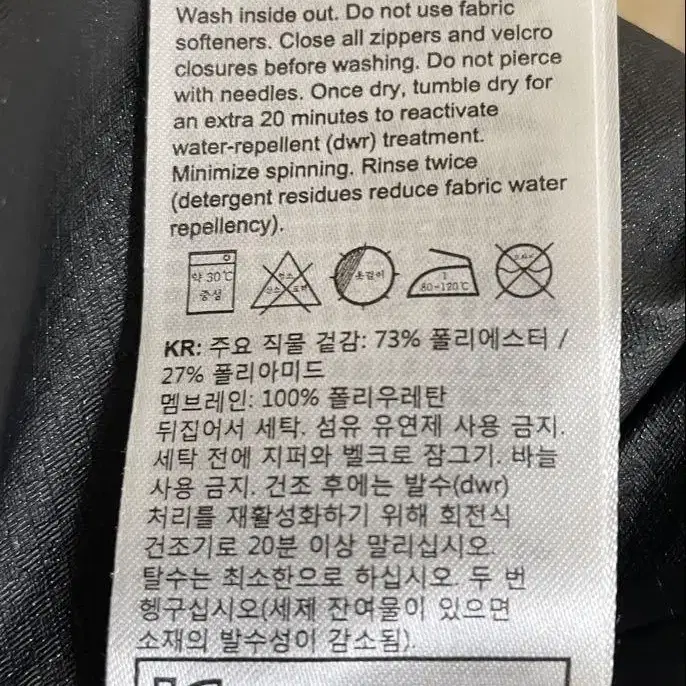 Wash inside out. Do not use fabric
softeners. Close all zippers and velcro
closures before washing. Do not pierce
with needles. Once dry, tumble dry for
an extra 20 minutes to reactivate
water-repellent (dwr) treatment.
Minimize spinning. Rinse twice
(detergent residues reduce fabric water
repellency).
약 30℃
중성
옷걸이
80~120℃
KR: 주요 직물 겉감: 73% 폴리에스터 /
27% 폴리아미드
멤브레인: 100% 폴리우레탄
뒤집어서 세탁. 섬유 유연제 사용 금지.
세탁 전에 지퍼와 벨크로 잠그기. 바늘
사용 금지. 건조 후에는 발수(dwr)
처리를 재활성화하기 위해 회전식
건조기로 20분 이상 말리십시오.
탈수는 최소한으로 하십시오. 두 번
헹구십시오(세제 잔여물이 있으면
소재의 발수성이 감소됨).